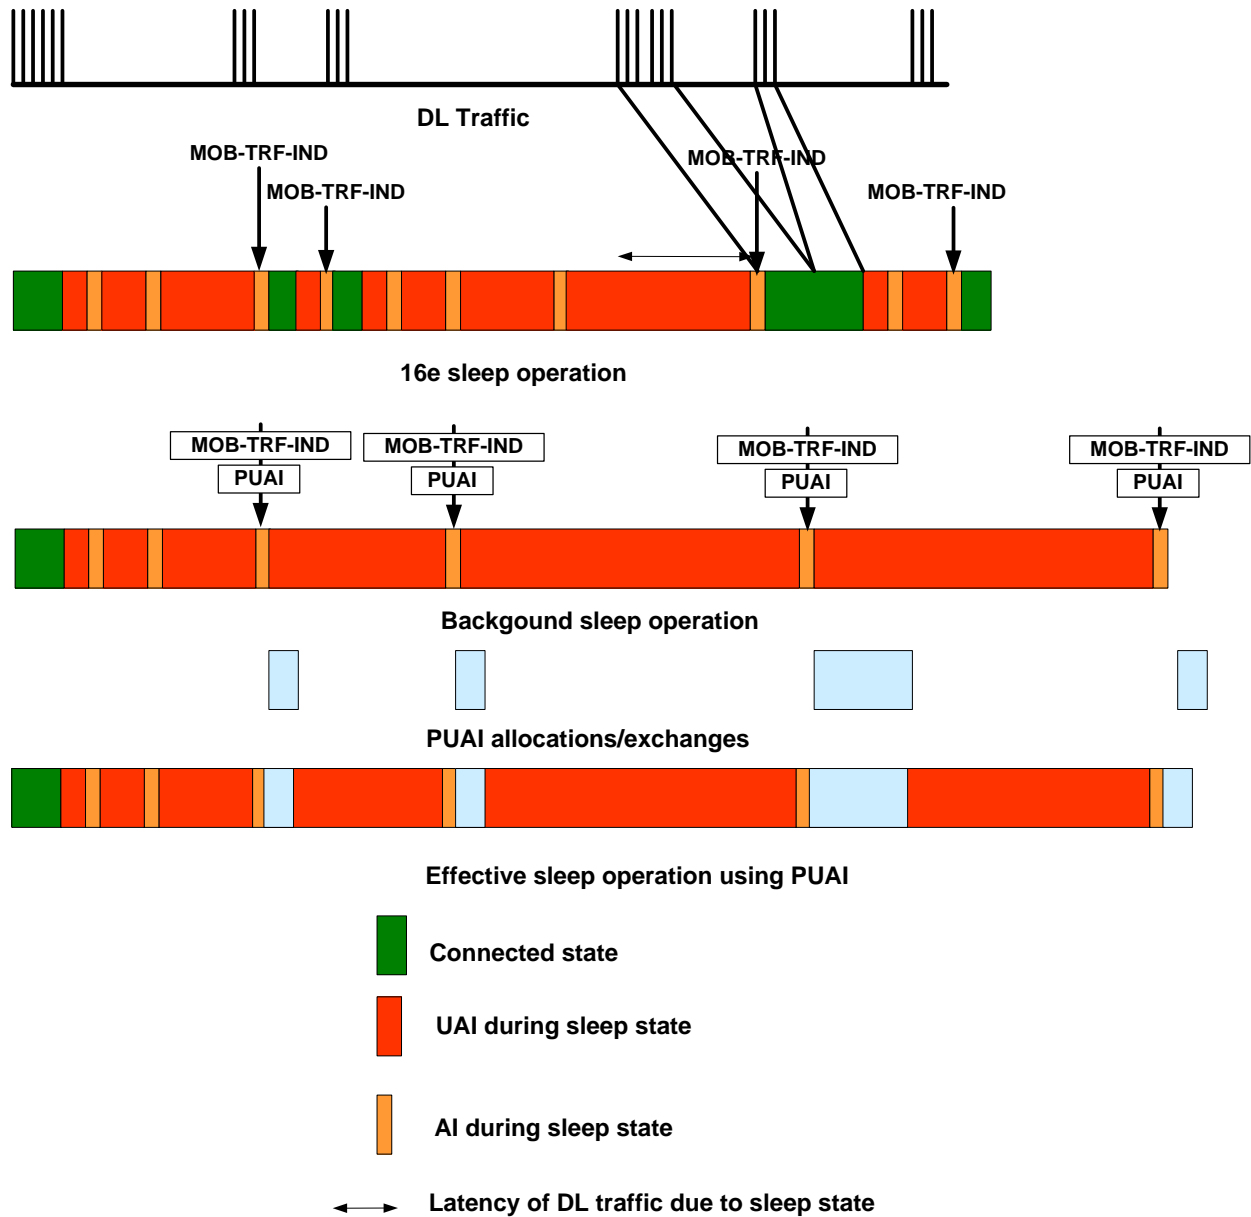 DL Traffic
MOB-TRF-IND
MOB-TRF-IND
MOB-TRF-IND
MOB-TRF-IND
16e sleep operation
MOB-TRF-IND
MOB-TRF-IND
MOB-TRF-IND
MOB-TRF-IND
PUAI
PUAI
PUAI
PUAI
Backgound sleep operation
PUAI allocations/exchanges
Effective sleep operation using PUAI
Connected state
UAI during sleep state
AI during sleep state
Latency of DL traffic due to sleep state